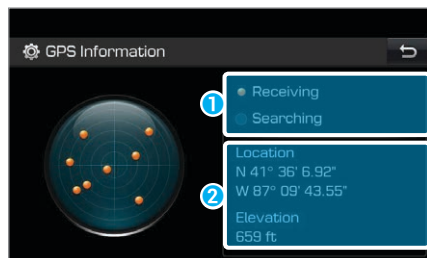 GPS Information
1
Receiving
Searching
2
Location
N 41° 36' 6.92"
W 87° 09' 43.55"
Elevation
659 ft